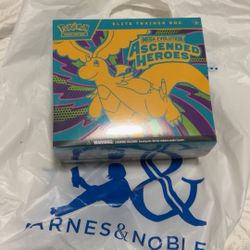 Pokémon
ELITE TRAINER BOX
MEGA EVOLUTION
ASCENDED
HEROES
&
ARNES & NOBLE